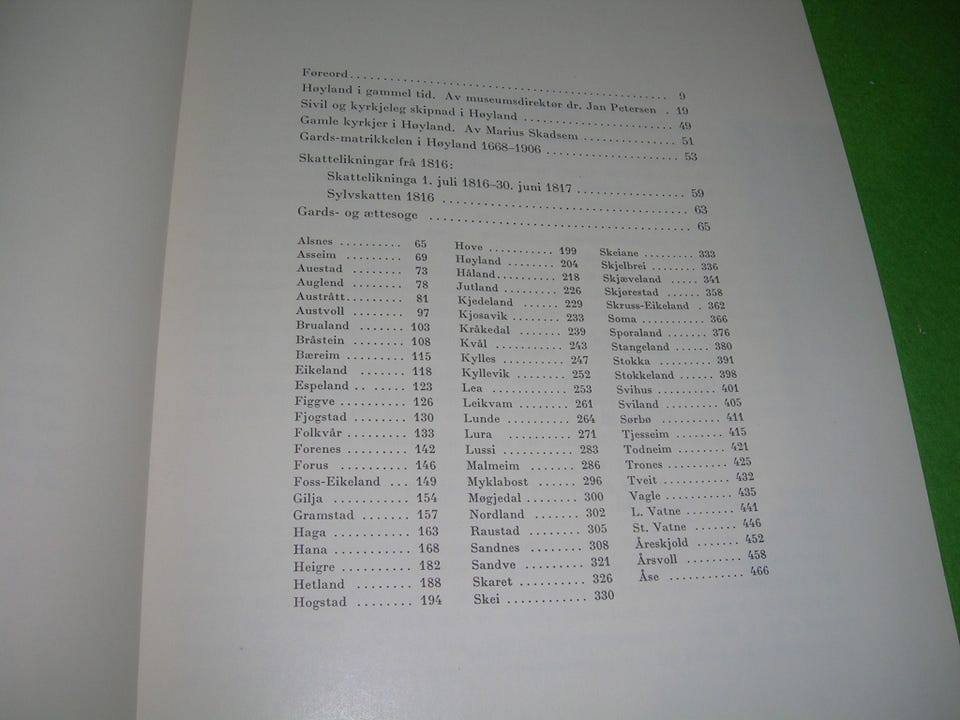 Føreord ........ 9
Høyland i gammel tid. Av museumsdirektør dr. Jan Petersen . 19
Sivil og kyrkjeleg skipnad i Høyland ........ 49
Gamle kyrkjer i Høyland. Av Marius Skadsem ........ 51
Gards-matrikkelen i Høyland 1668–1906 ........ 53
Skattelikningar frå 1816:
Skattelikninga 1. juli 1816–30. juni 1817 ........ 59
Sylvskatten 1816 ........ 63
Gards- og ættesoge ........ 65
Alsnes .......... 65
Asseim .......... 69
Auestad ......... 73
Auglend ........ 78
Austrått ......... 81
Austvoll ........ 97
Brualand ........ 103
Bråstein ........ 108
Bæreim ......... 115
Eikeland ....... 118
Espeland .. ..... 123
Figgve .......... 126
Fjogstad ........ 130
Folkvår ......... 133
Forenes ......... 142
Forus .......... 146
Foss-Eikeland ... 149
Gilja ........... 154
Gramstad ....... 157
Haga ........... 163
Hana ........... 168
Heigre .......... 182
Hetland ........ 188
Hogstad ........ 194
Hove .......... 199
Høyland ....... 204
Håland ......... 218
Jutland ........ 226
Kjedeland ..... 229
Kjosavik ....... 233
Kråkedal ....... 239
Kvål .......... 243
Kylles ......... 247
Kyllevik ........ 252
Lea ........... 253
Leikvam ........ 261
Lunde ......... 264
Lura .......... 271
Lussi .......... 283
Malmeim ....... 286
Myklabost ...... 296
Møgjedal ........ 300
Nordland ....... 302
Raustad ........ 305
Sandnes ........ 308
Sandve ......... 321
Skaret .......... 326
Skei ............ 330
Skeiane ......... 333
Skjelbrei ........ 336
Skjæveland ..... 341
Skjørestad ...... 358
Skruss-Eikeland . 362
Soma .......... 366
Sporaland ....... 376
Stangeland ...... 380
Stokka ......... 391
Stokkeland ...... 398
Svihus ......... 401
Sviland ......... 405
Sørbø .......... 411
Tjesseim ........ 415
Todneim ........ 421
Trones ......... 425
Tveit ........... 432
Vagle .......... 435
L. Vatne ....... 441
St. Vatne ....... 446
Åreskjold ....... 452
Årsvoll ......... 458
Åse ............ 466